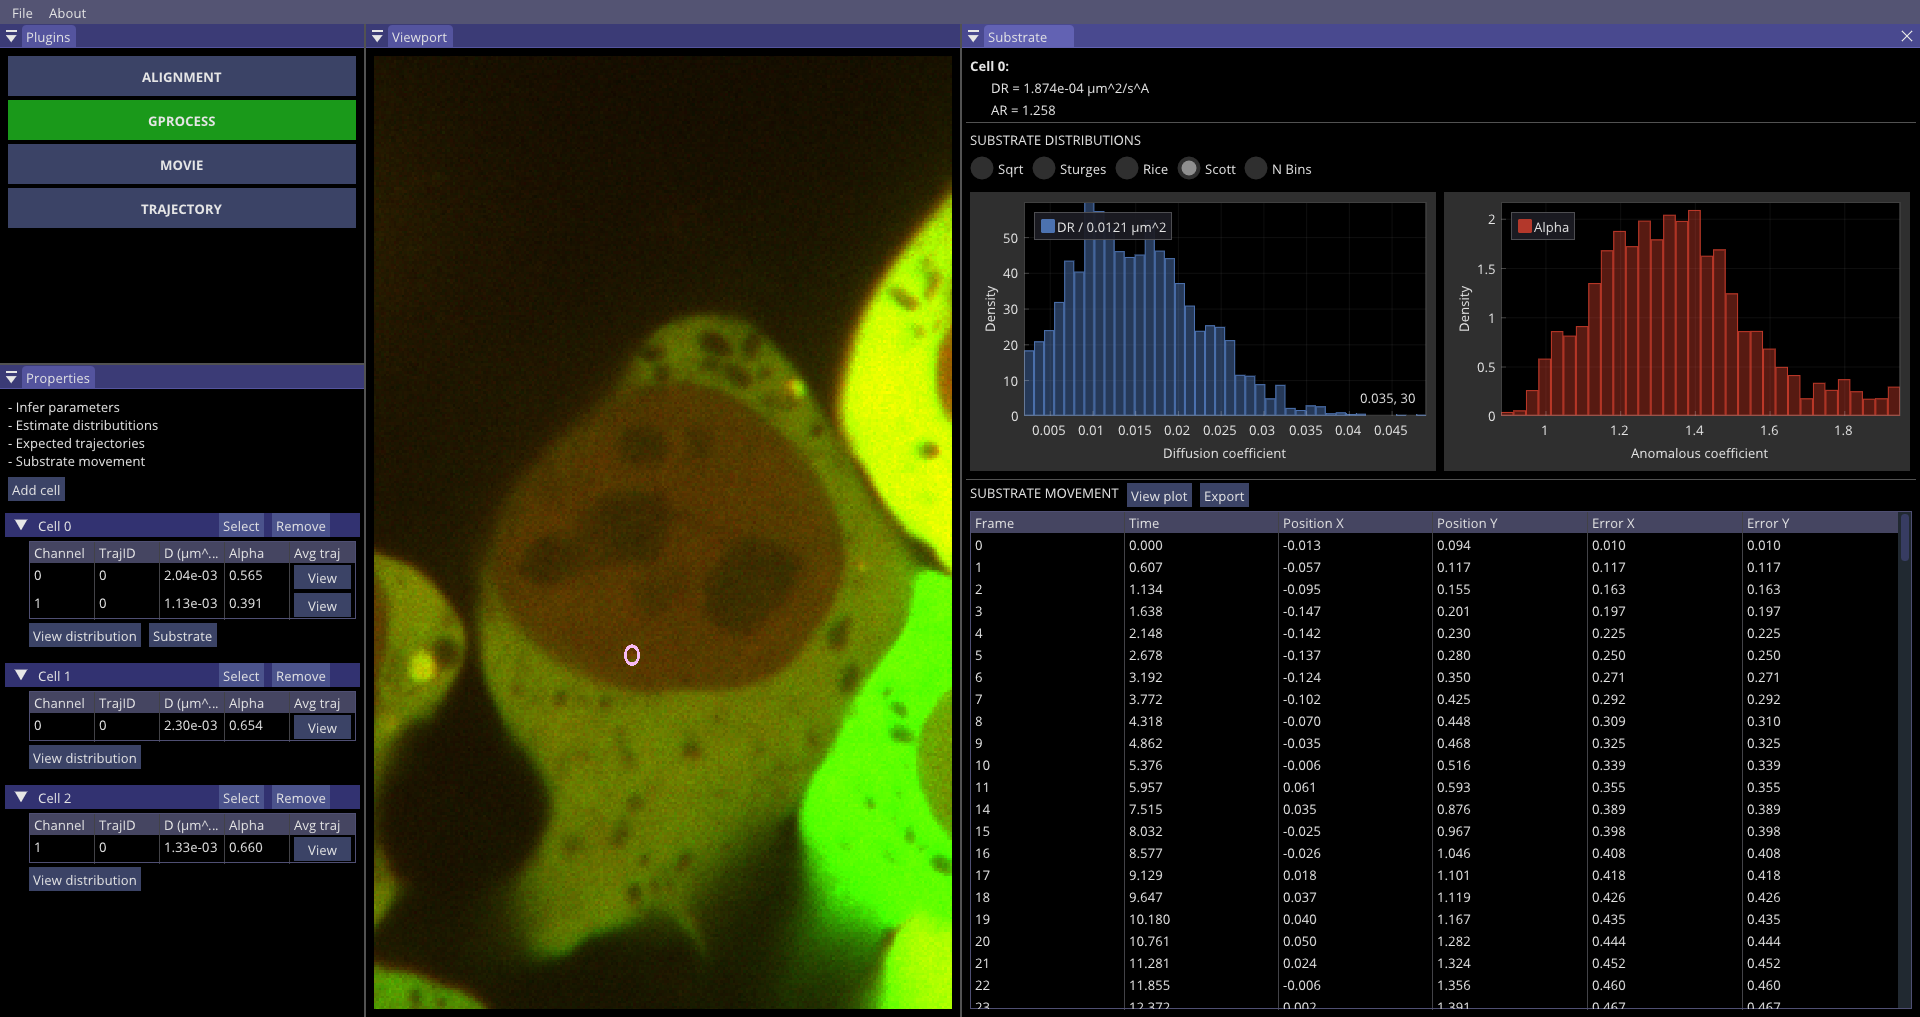 File About
Plugins
ALIGNMENT
GPROCESS
MOVIE
TRAJECTORY
Properties
- Infer parameters
- Estimate distributitions
- Expected trajectories
- Substrate movement
Add cell
Cell 0 Select Remove
Channel TrajID D (µm^... Alpha Avg traj
0 0 2.04e-03 0.565 View
1 0 1.13e-03 0.391 View
View distribution Substrate
Cell 1 Select Remove
Channel TrajID D (µm^... Alpha Avg traj
0 0 2.30e-03 0.654 View
View distribution
Cell 2 Select Remove
Channel TrajID D (µm^... Alpha Avg traj
1 0 1.33e-03 0.660 View
View distribution
Viewport
Substrate
Cell 0:
DR = 1.874e-04 µm^2/s^A
AR = 1.258
SUBSTRATE DISTRIBUTIONS
Sqrt Sturges Rice Scott N Bins
DR / 0.0121 µm^2
50
40
30
20
10
0
Density
0.035, 30
0.005 0.01 0.015 0.02 0.025 0.03 0.035 0.04 0.045
Diffusion coefficient
Alpha
2
1.5
1
0.5
0
Density
1 1.2 1.4 1.6 1.8
Anomalous coefficient
SUBSTRATE MOVEMENT View plot Export
Frame Time Position X Position Y Error X Error Y
0 0.000 -0.013 0.094 0.010 0.010
1 0.607 -0.057 0.117 0.117 0.117
2 1.134 -0.095 0.155 0.163 0.163
3 1.638 -0.147 0.201 0.197 0.197
4 2.148 -0.142 0.230 0.225 0.225
5 2.678 -0.137 0.280 0.250 0.250
6 3.192 -0.124 0.350 0.271 0.271
7 3.772 -0.102 0.425 0.292 0.292
8 4.318 -0.070 0.448 0.309 0.310
9 4.862 -0.035 0.468 0.325 0.325
10 5.376 -0.006 0.516 0.339 0.339
11 5.957 0.061 0.593 0.355 0.355
14 7.515 0.035 0.876 0.389 0.389
15 8.032 -0.025 0.967 0.398 0.398
16 8.577 -0.026 1.046 0.408 0.408
17 9.129 0.018 1.101 0.418 0.418
18 9.647 0.037 1.119 0.426 0.426
19 10.180 0.040 1.167 0.435 0.435
20 10.761 0.050 1.282 0.444 0.444
21 11.281 0.024 1.324 0.452 0.452
22 11.855 -0.006 1.356 0.460 0.460
23 12.372 0.002 1.391 0.467 0.467